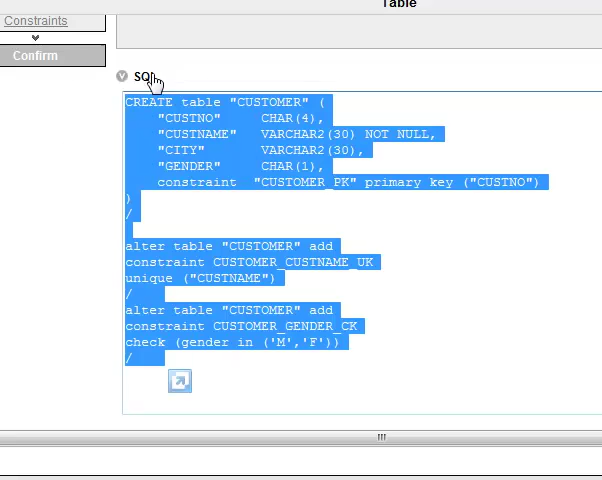 Table
Constraints
Confirm
SQL
CREATE table "CUSTOMER" (
"CUSTNO" CHAR(4),
"CUSTNAME" VARCHAR2(30) NOT NULL,
"CITY" VARCHAR2(30),
"GENDER" CHAR(1),
constraint "CUSTOMER_PK" primary key ("CUSTNO")
)
/
alter table "CUSTOMER" add
constraint CUSTOMER_CUSTNAME_UK
unique ("CUSTNAME")
/
alter table "CUSTOMER" add
constraint CUSTOMER_GENDER_CK
check (gender in ('M','F'))
/